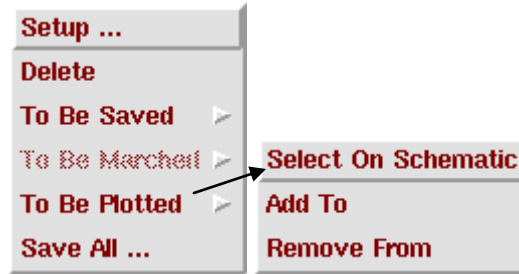 Setup ...
Delete
To Be Saved
To Be Marched
To Be Plotted
Save All ...
Select On Schematic
Add To
Remove From